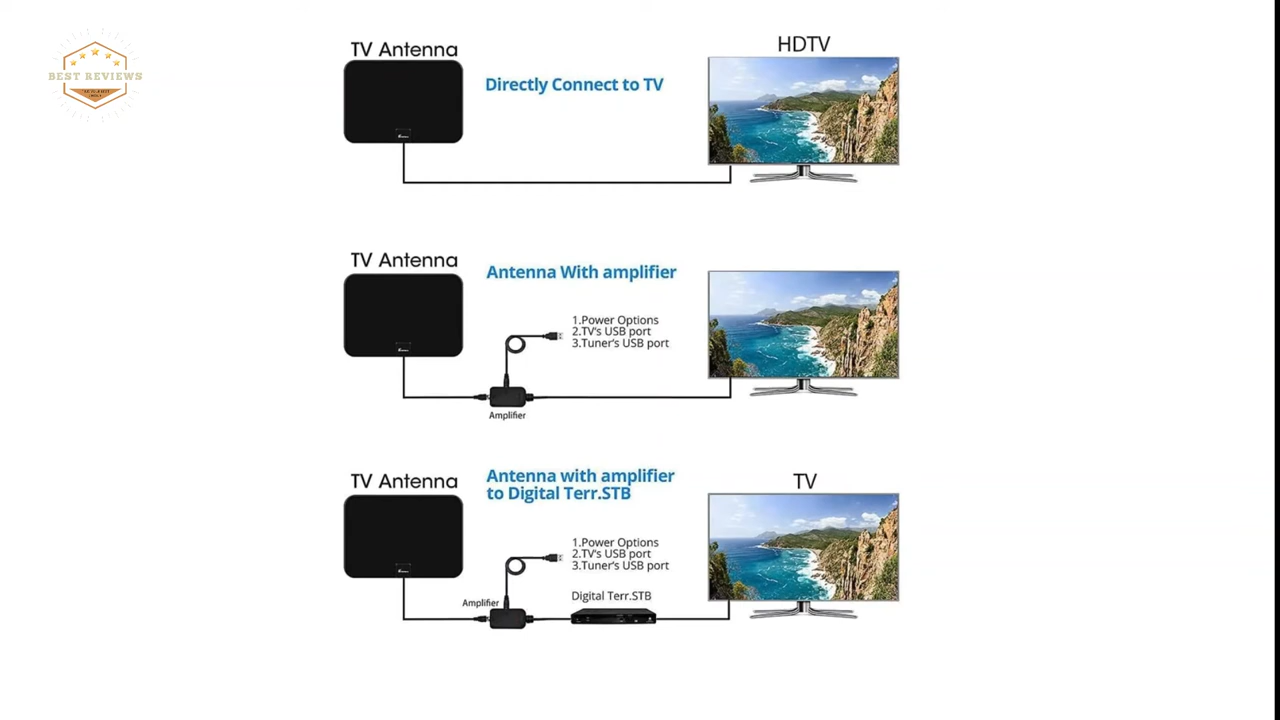 BEST REVIEWS
TV Antenna
Directly Connect to TV
HDTV
TV Antenna
Antenna With amplifier
1.Power Options
2.TV's USB port
3.Tuner's USB port
Amplifier
TV Antenna
Antenna with amplifier
to Digital Terr.STB
TV
1.Power Options
2.TV's USB port
3.Tuner's USB port
Digital Terr.STB
Amplifier